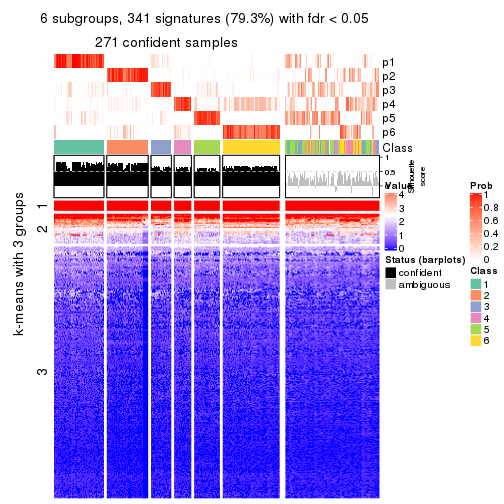 6 subgroups, 341 signatures (79.3%) with fdr < 0.05
271 confident samples
p1
p2
p3
p4
p5
p6
Class
1
0.5
0
Silhouette
score
k-means with 3 groups
1
2
3
Value
4
3
2
1
0
Status (barplots)
confident
ambiguous
Prob
1
0.8
0.6
0.4
0.2
0
Class
1
2
3
4
5
6